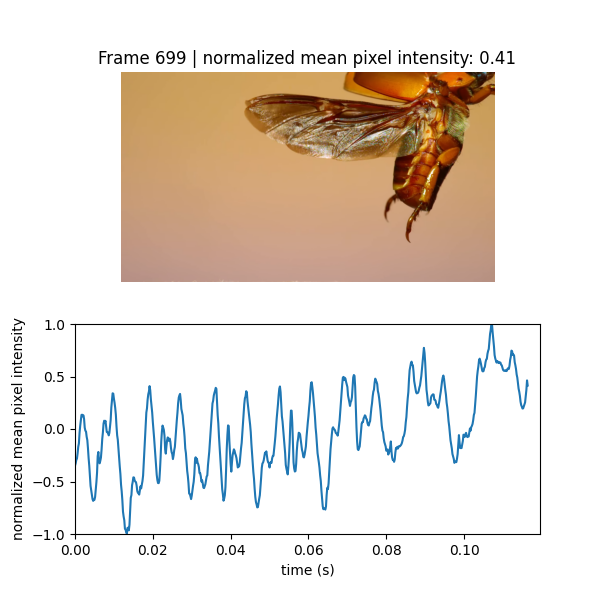 Frame 699 | normalized mean pixel intensity: 0.41
1.0
0.5
0.0
−0.5
−1.0
normalized mean pixel intensity
0.00 0.02 0.04 0.06 0.08 0.10
time (s)